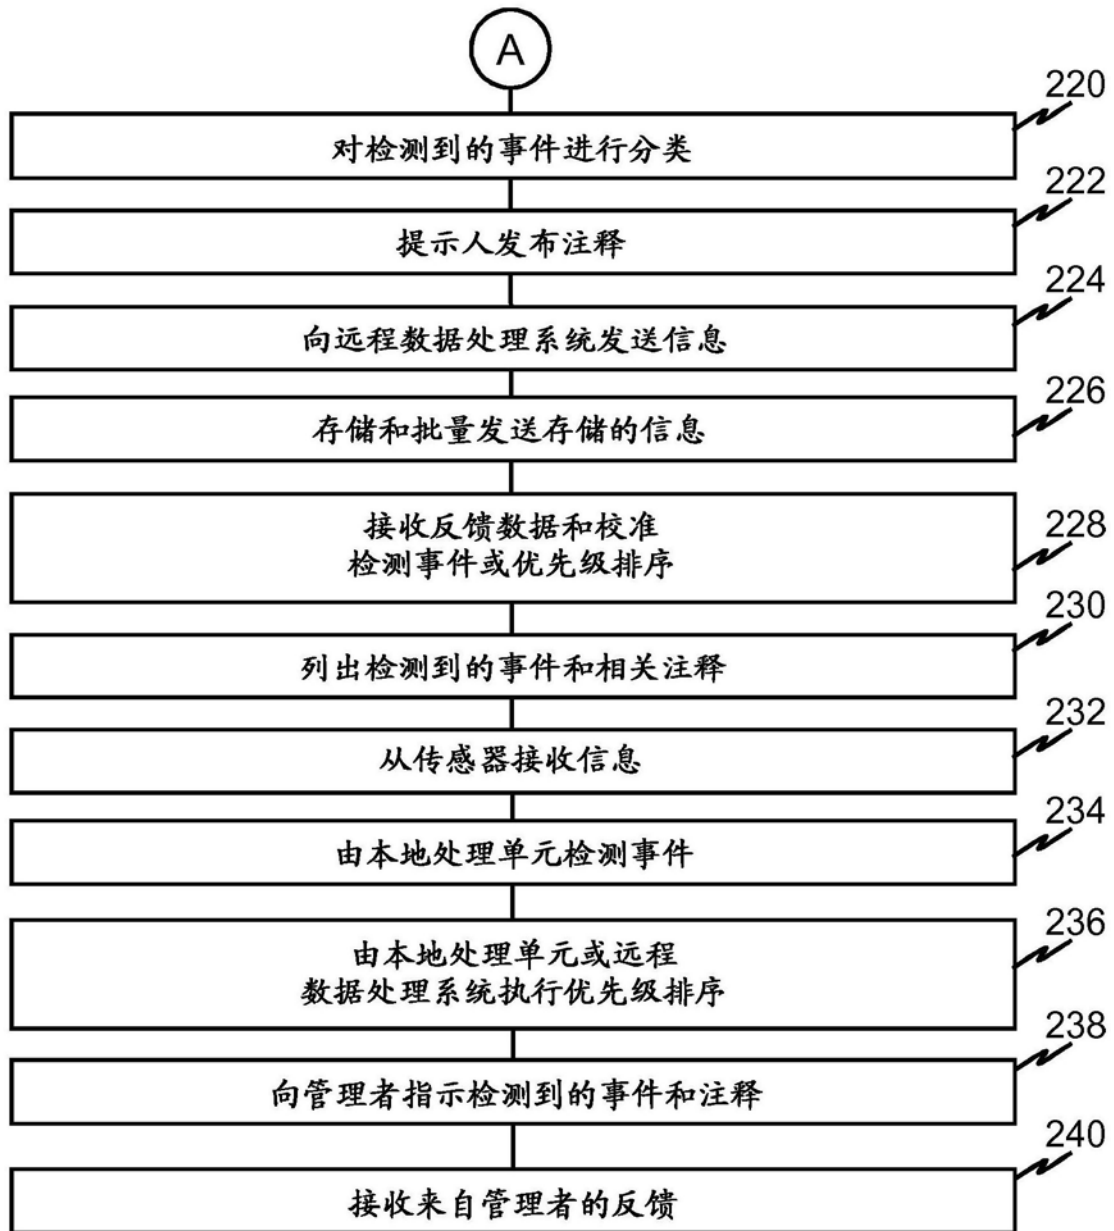 A
220
对检测到的事件进行分类
222
提示人发布注释
224
向远程数据处理系统发送信息
226
存储和批量发送存储的信息
228
接收反馈数据和校准
检测事件或优先级排序
230
列出检测到的事件和相关注释
232
从传感器接收信息
234
由本地处理单元检测事件
236
由本地处理单元或远程
数据处理系统执行优先级排序
238
向管理者指示检测到的事件和注释
240
接收来自管理者的反馈